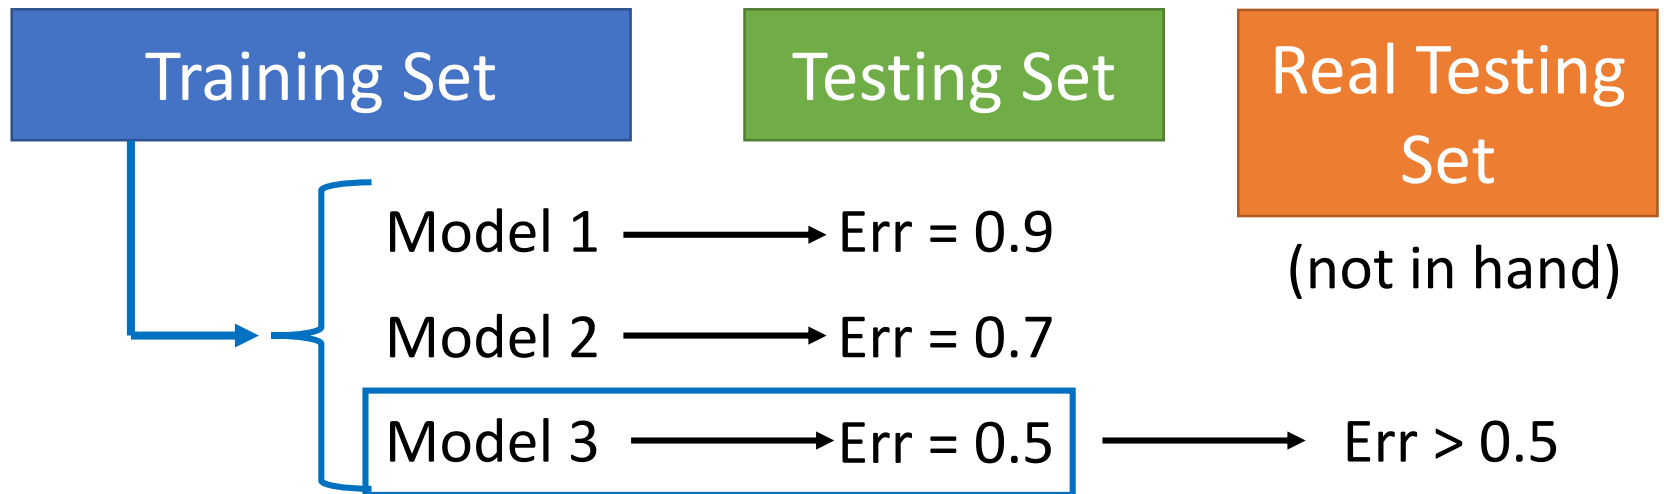 Training Set
Testing Set
Real Testing
Set
(not in hand)
Model 1
Err = 0.9
Model 2
Err = 0.7
Model 3
Err = 0.5
Err > 0.5